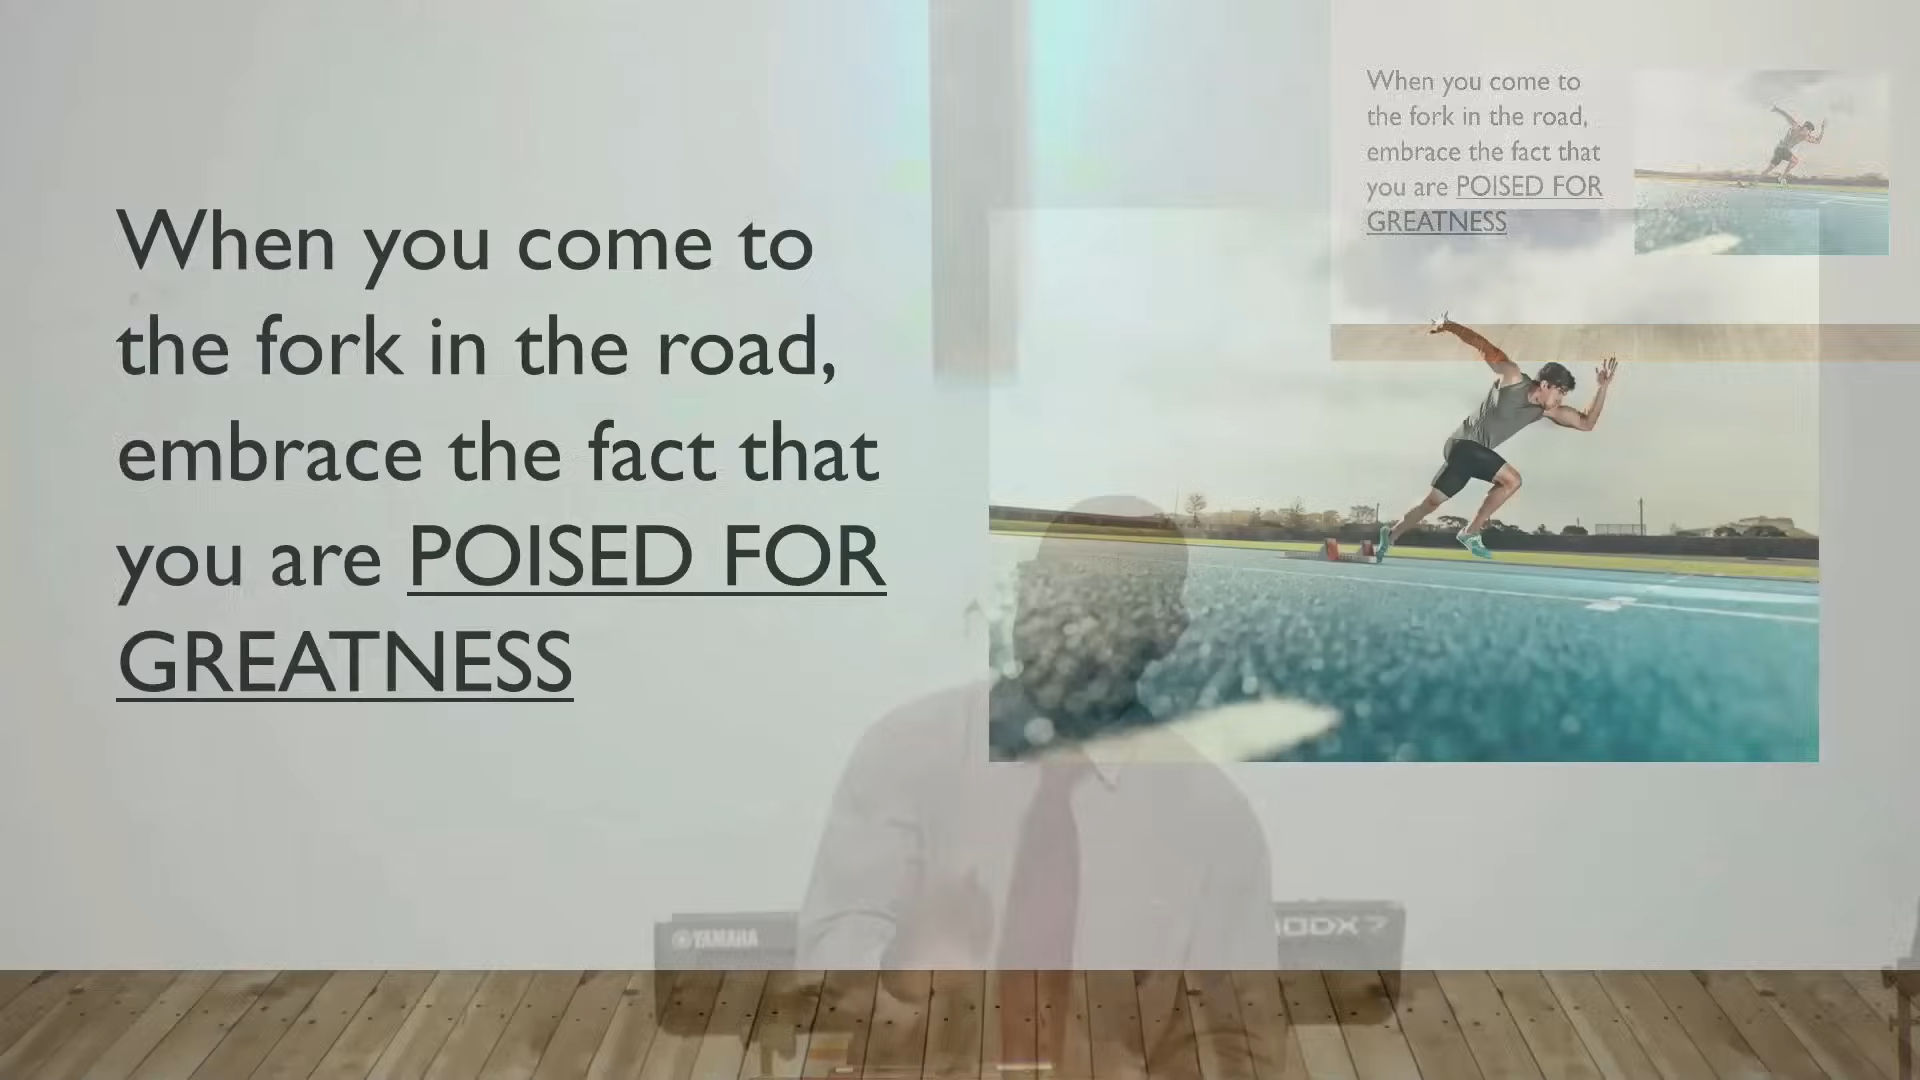 When you come to
the fork in the road,
embrace the fact that
you are POISED FOR
GREATNESS
When you come to
the fork in the road,
embrace the fact that
you are POISED FOR
GREATNESS
YAMAHA
ODX7